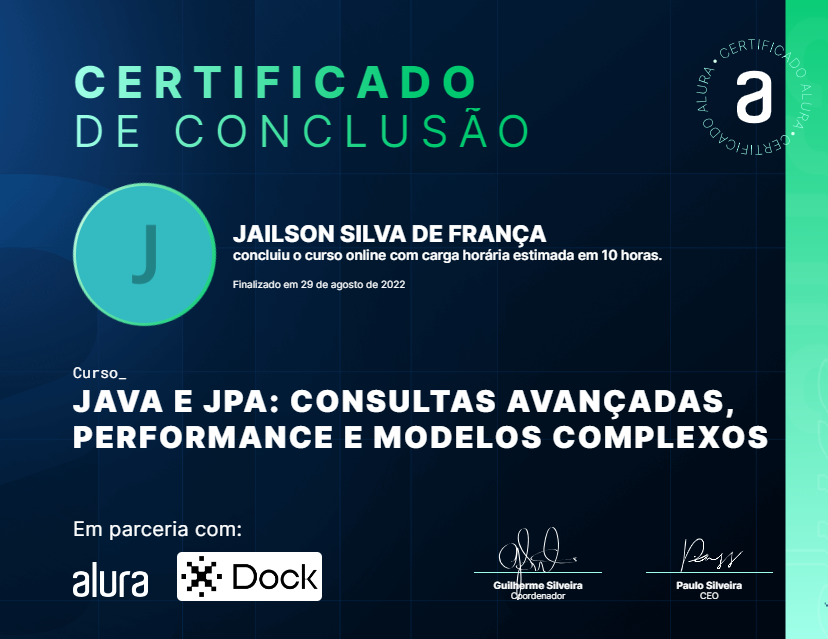 CERTIFICADO
DE CONCLUSÃO
CERTIFICADO ALURA • CERTIFICADO ALURA •
a
J
JAILSON SILVA DE FRANÇA
concluiu o curso online com carga horária estimada em 10 horas.
Finalizado em 29 de agosto de 2022
Curso_
JAVA E JPA: CONSULTAS AVANÇADAS,
PERFORMANCE E MODELOS COMPLEXOS
Em parceria com:
alura
Dock
Guilherme Silveira
Coordenador
Paulo Silveira
CEO